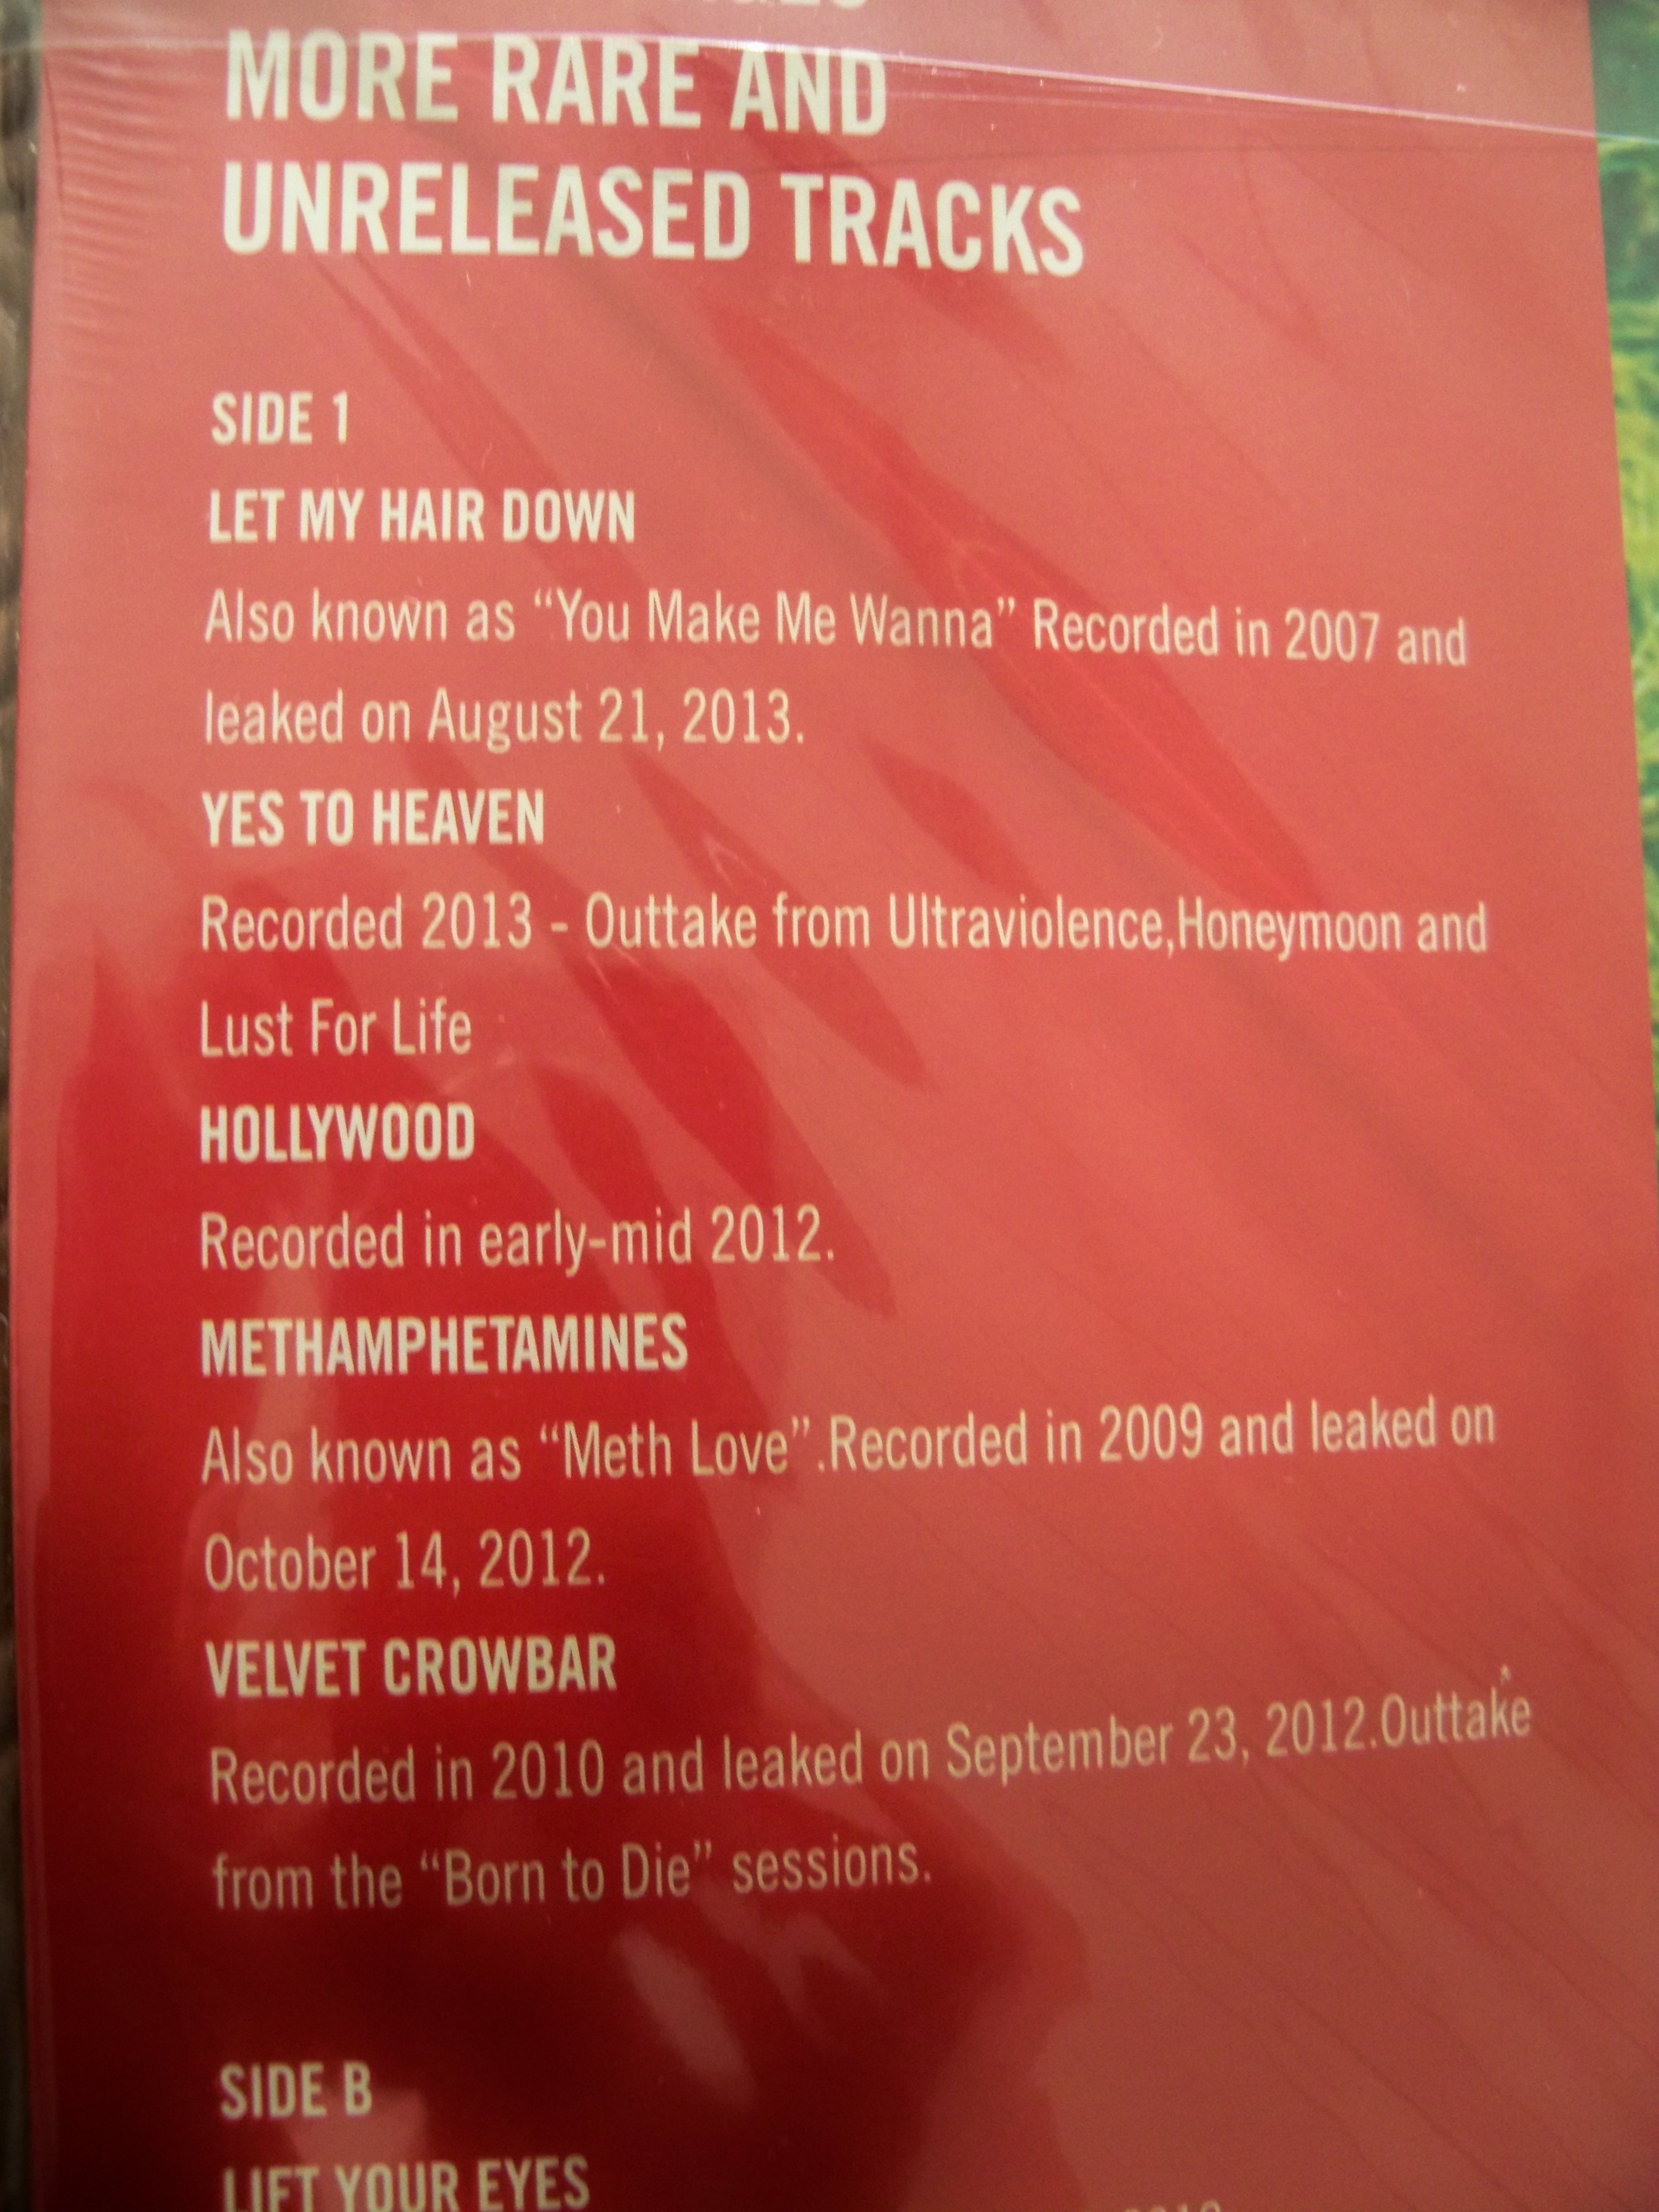 MORE RARE AND
UNRELEASED TRACKS
SIDE 1
LET MY HAIR DOWN
Also known as “You Make Me Wanna” Recorded in 2007 and
leaked on August 21, 2013.
YES TO HEAVEN
Recorded 2013 - Outtake from Ultraviolence,Honeymoon and
Lust For Life
HOLLYWOOD
Recorded in early-mid 2012.
METHAMPHETAMINES
Also known as “Meth Love”.Recorded in 2009 and leaked on
October 14, 2012.
VELVET CROWBAR
Recorded in 2010 and leaked on September 23, 2012.Outtake
from the “Born to Die” sessions.
SIDE B
LIFT YOUR EYES